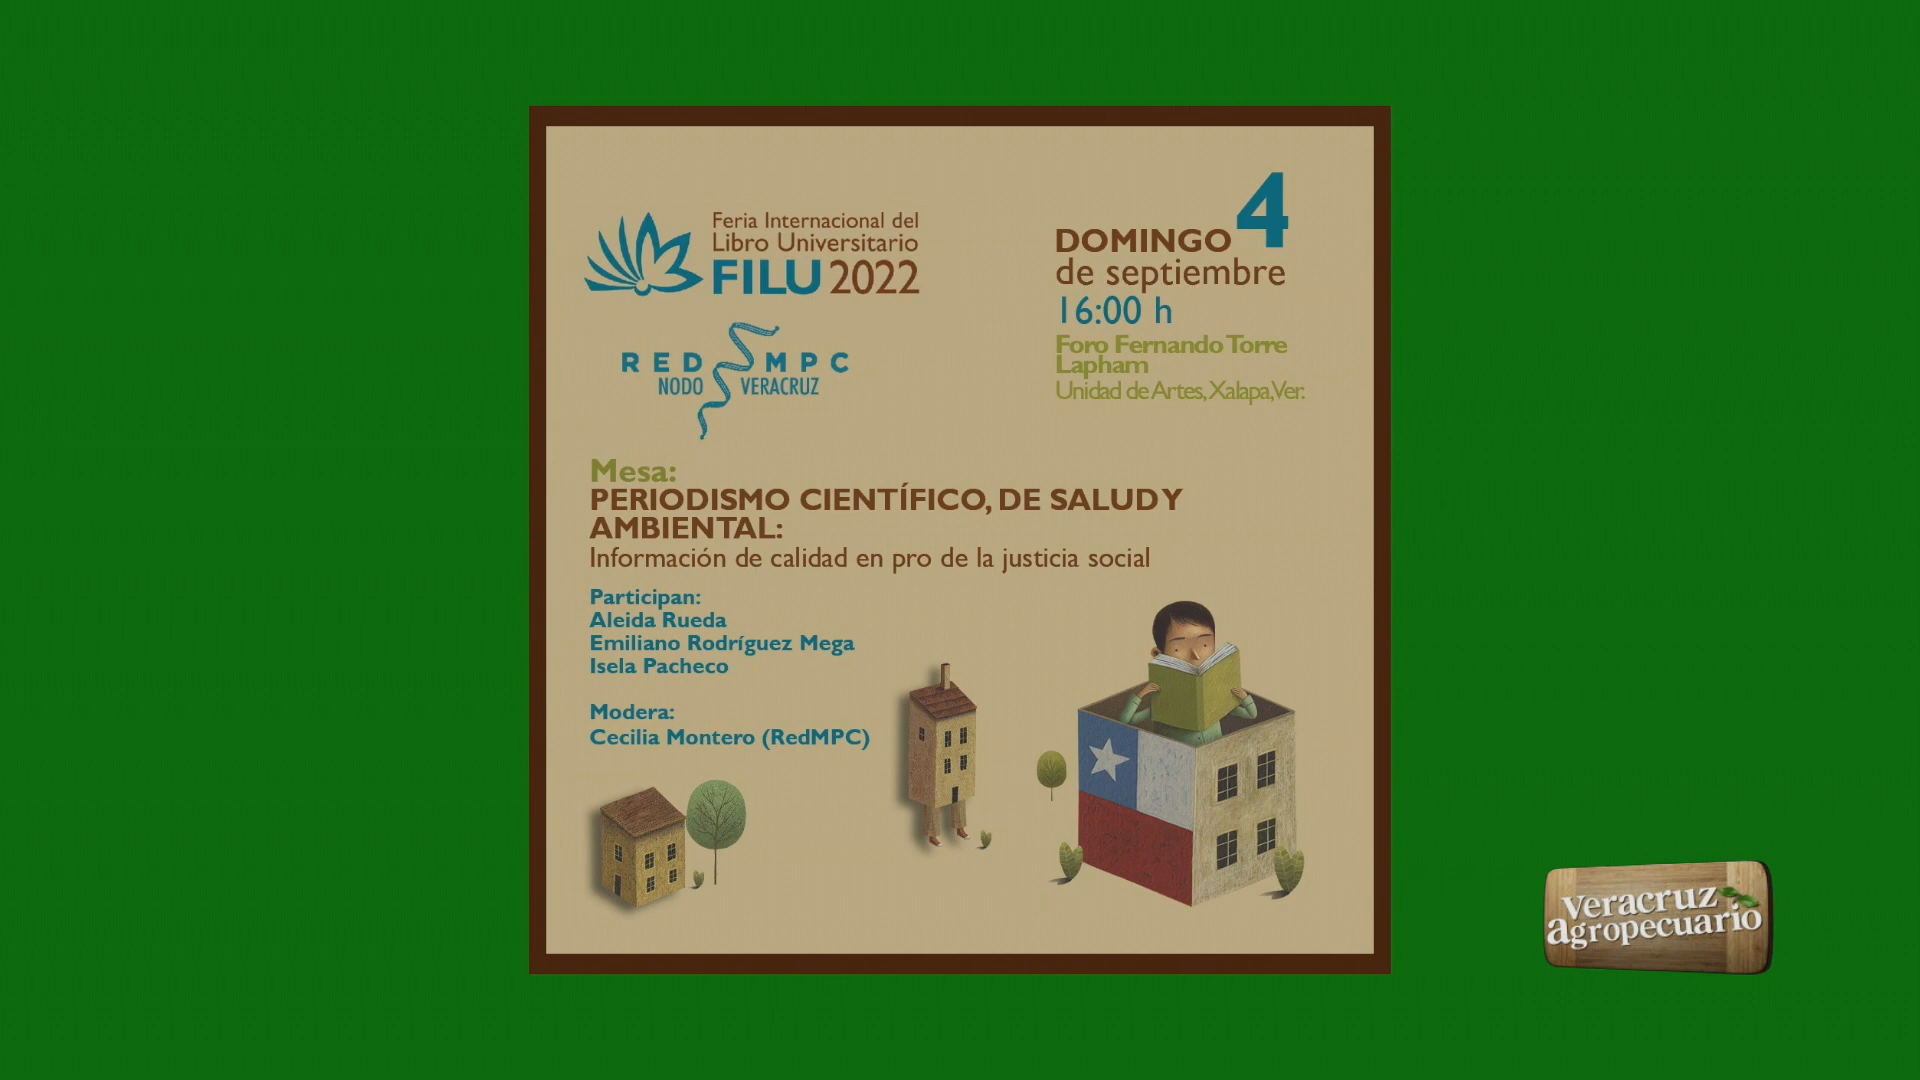 Feria Internacional del
Libro Universitario
FILU 2022
RED MPC
NODO VERACRUZ
DOMINGO 4
de septiembre
16:00 h
Foro Fernando Torre
Lapham
Unidad de Artes, Xalapa, Ver.
Mesa:
PERIODISMO CIENTÍFICO, DE SALUD Y
AMBIENTAL:
Información de calidad en pro de la justicia social
Participan:
Aleida Rueda
Emiliano Rodríguez Mega
Isela Pacheco
Modera:
Cecilia Montero (RedMPC)
Veracruz
agropecuario